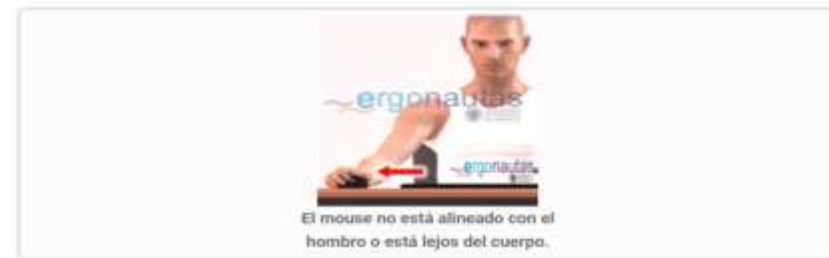 ergonautas
ergonautas
El mouse no está alineado con el
hombro o está lejos del cuerpo.